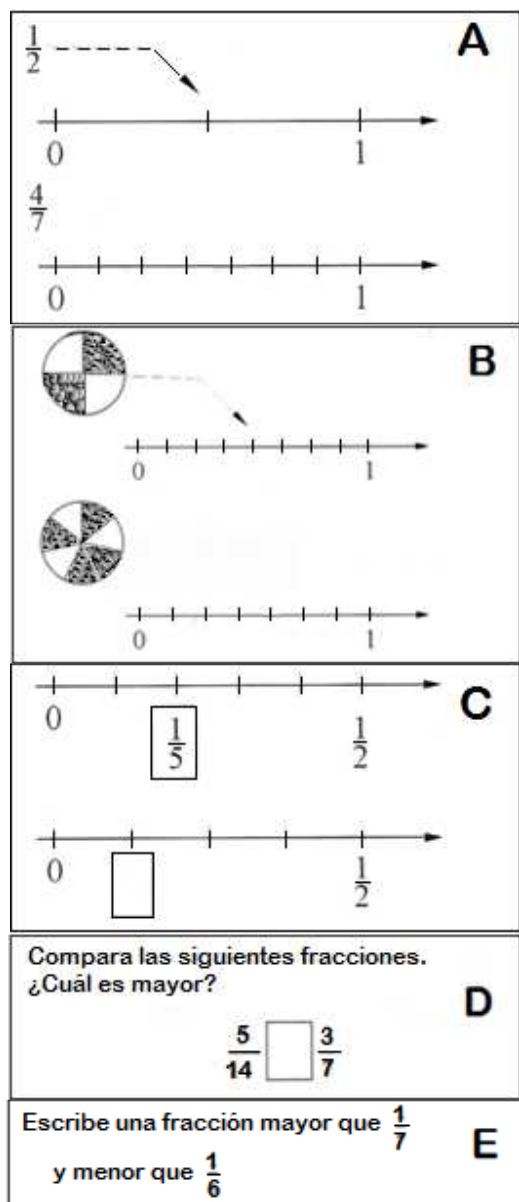 A
1/2
0 1
4/7
0 1
B
0 1
0 1
C
0 1/5 1/2
0 1/2
Compara las siguientes fracciones.
¿Cuál es mayor?
D
5/14 3/7
Escribe una fracción mayor que 1/7
y menor que 1/6
E